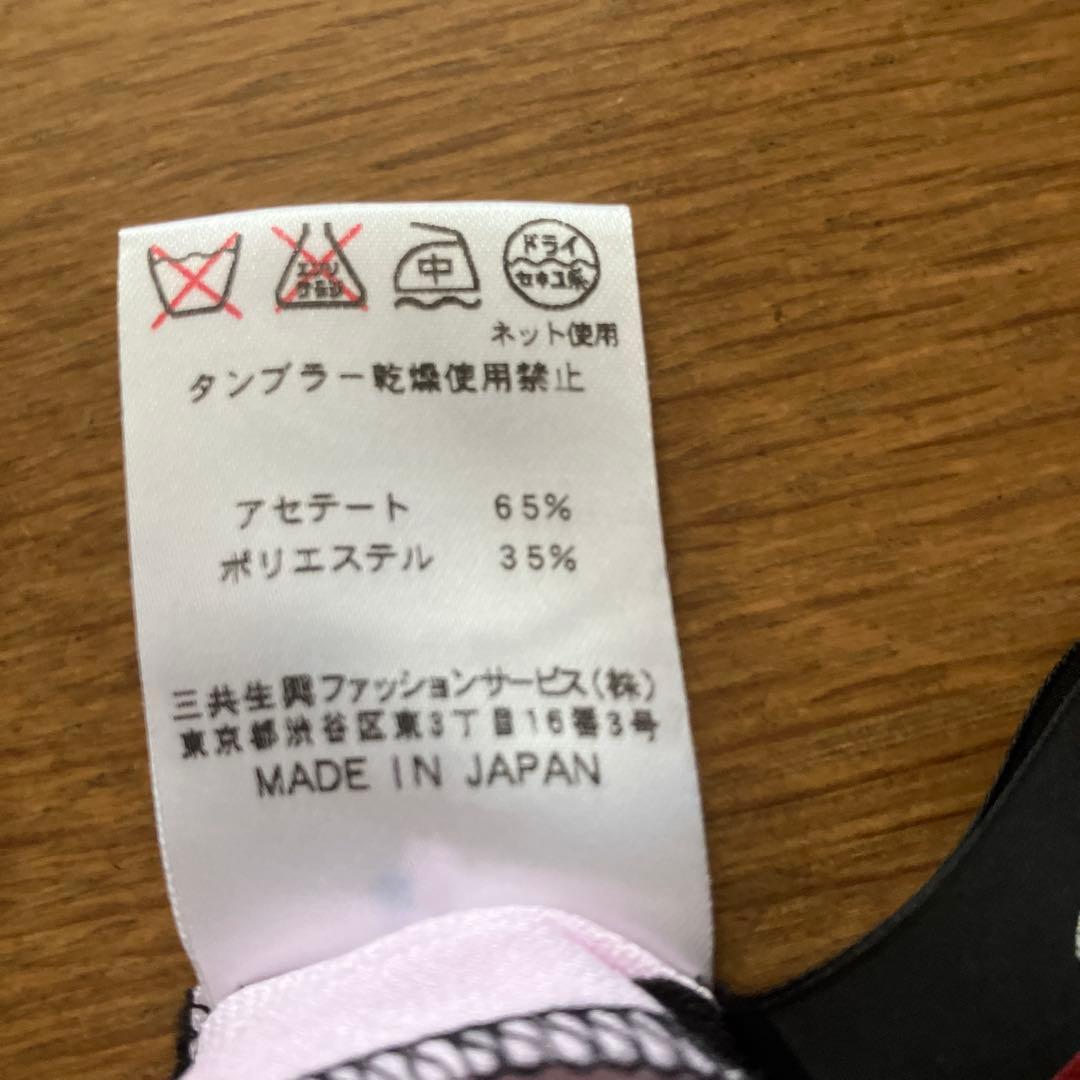 エンソ
サラシ
中
ドライ
セキユ系
ネット使用
タンブラー乾燥使用禁止
アセテート 65%
ポリエステル 35%
三共生興ファッションサービス(株)
東京都渋谷区東3丁目16番3号
MADE IN JAPAN